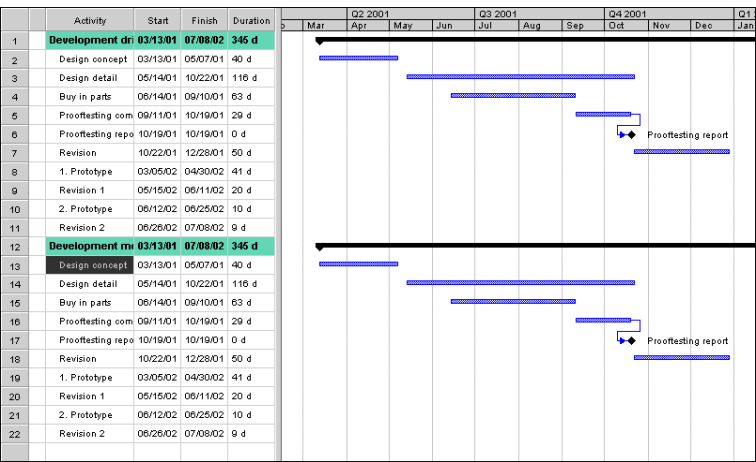 Activity Start Finish Duration
Q2 2001 Q3 2001 Q4 2001 Q1
Mar Apr May Jun Jul Aug Sep Oct Nov Dec Jan
1 Development dri 03/13/01 07/08/02 345 d
2 Design concept 03/13/01 05/07/01 40 d
3 Design detail 05/14/01 10/22/01 116 d
4 Buy in parts 06/14/01 09/10/01 63 d
5 Prooftesting com 09/11/01 10/19/01 29 d
6 Prooftesting repo 10/19/01 10/19/01 0 d Prooftesting report
7 Revision 10/22/01 12/28/01 50 d
8 1. Prototype 03/05/02 04/30/02 41 d
9 Revision 1 05/15/02 06/11/02 20 d
10 2. Prototype 06/12/02 06/25/02 10 d
11 Revision 2 06/26/02 07/08/02 9 d
12 Development m 03/13/01 07/08/02 345 d
13 Design concept 03/13/01 05/07/01 40 d
14 Design detail 05/14/01 10/22/01 116 d
15 Buy in parts 06/14/01 09/10/01 63 d
16 Prooftesting com 09/11/01 10/19/01 29 d
17 Prooftesting repo 10/19/01 10/19/01 0 d Prooftesting report
18 Revision 10/22/01 12/28/01 50 d
19 1. Prototype 03/05/02 04/30/02 41 d
20 Revision 1 05/15/02 06/11/02 20 d
21 2. Prototype 06/12/02 06/25/02 10 d
22 Revision 2 06/26/02 07/08/02 9 d